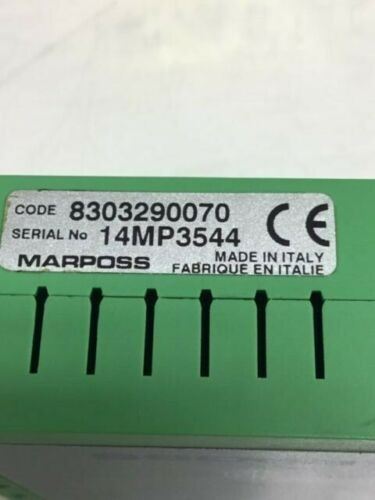 CODE 8303290070
SERIAL No 14MP3544
CE
MARPOSS
MADE IN ITALY
FABRIQUE EN ITALIE